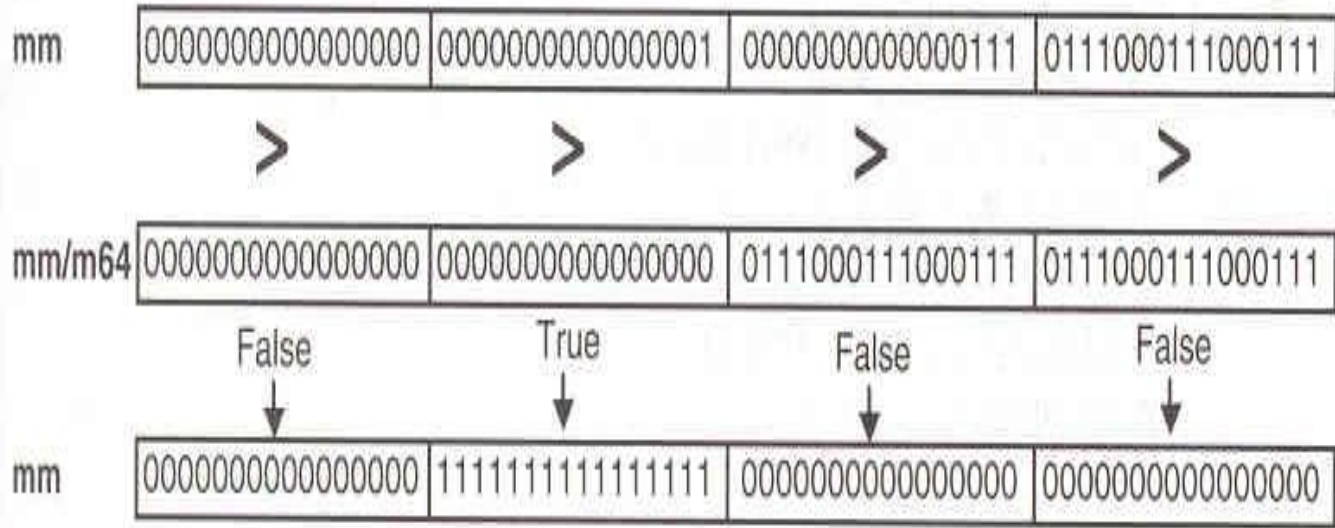 mm 0000000000000000 0000000000000001 0000000000000111 0111000111000111
> > > >
mm/m64 0000000000000000 0000000000000000 0111000111000111 0111000111000111
False True False False
mm 0000000000000000 1111111111111111 0000000000000000 0000000000000000